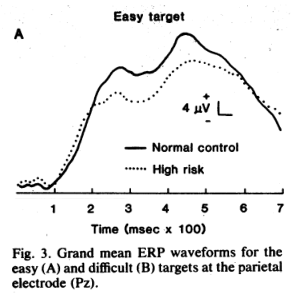 Easy target
A
+
4 μV
-
Normal control
High risk
1 2 3 4 5 6 7
Time (msec x 100)
Fig. 3. Grand mean ERP waveforms for the
easy (A) and difficult (B) targets at the parietal
electrode (Pz).